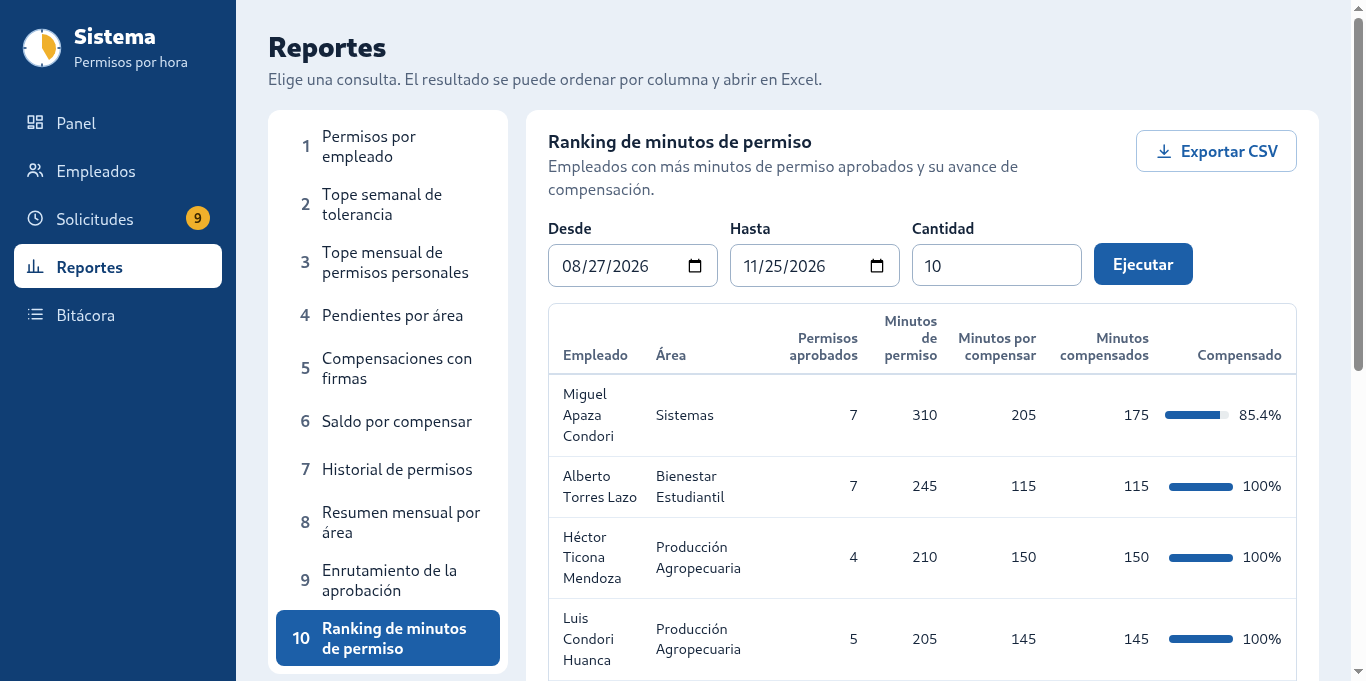 Sistema
Permisos por hora
Panel
Empleados
Solicitudes 9
Reportes
Bitácora
Reportes
Elige una consulta. El resultado se puede ordenar por columna y abrir en Excel.
1 Permisos por
empleado
2 Tope semanal de
tolerancia
3 Tope mensual de
permisos personales
4 Pendientes por área
5 Compensaciones con
firmas
6 Saldo por compensar
7 Historial de permisos
8 Resumen mensual por
área
9 Enrutamiento de la
aprobación
10 Ranking de minutos
de permiso
Ranking de minutos de permiso
Empleados con más minutos de permiso aprobados y su avance de
compensación.
Exportar CSV
Desde Hasta Cantidad
08/27/2026 11/25/2026 10 Ejecutar
Empleado Área Permisos aprobados Minutos de permiso Minutos por compensar Minutos compensados Compensado
Miguel
Apaza Sistemas 7 310 205 175 85.4%
Condori
Alberto Bienestar
Torres Lazo Estudiantil 7 245 115 115 100%
Héctor
Ticona Producción
Mendoza Agropecuaria 4 210 150 150 100%
Luis
Condori Producción
Huanca Agropecuaria 5 205 145 145 100%